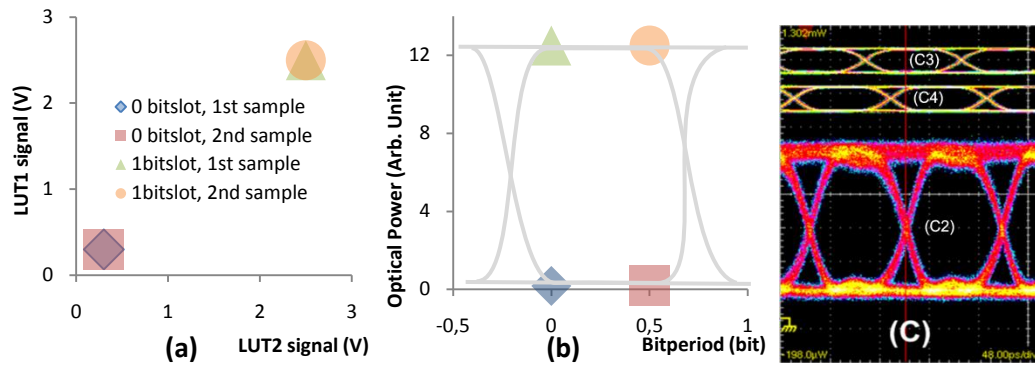 3
2
1
0
LUT1 signal (V)
0 bitslot, 1st sample
0 bitslot, 2nd sample
1bitslot, 1st sample
1bitslot, 2nd sample
0
1
2
3
(a)
LUT2 signal (V)
12
8
4
0
Optical Power (Arb. Unit)
-0,5
0
0,5
1
(b)
Bitperiod (bit)
1.302mW
(C3)
(C4)
(C2)
(C)
-198.0µW
48.00ps/div